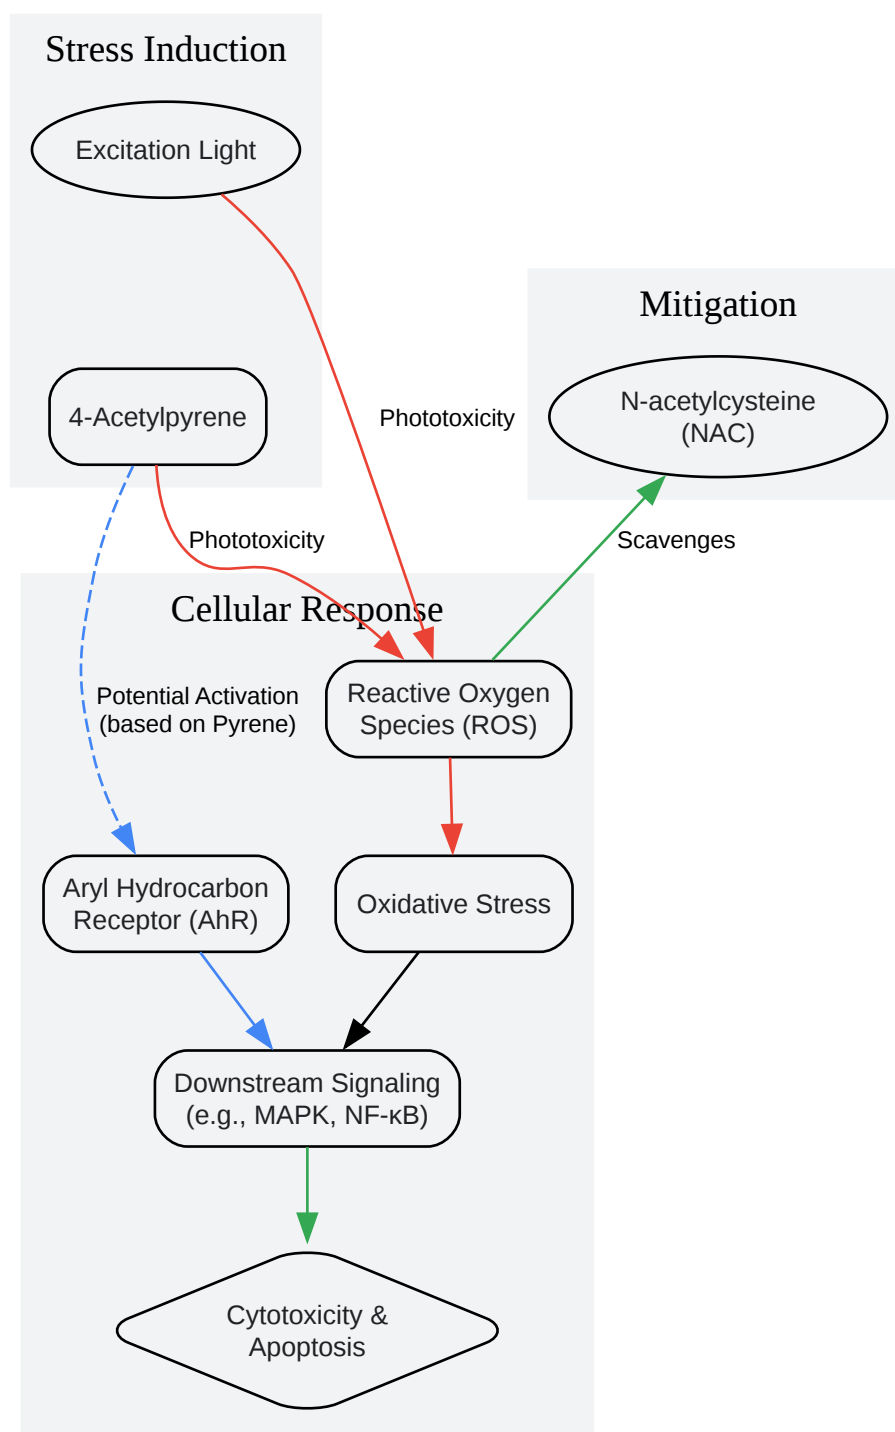 Stress Induction
Excitation Light
Mitigation
4-Acetylpyrene
Phototoxicity
N-acetylcysteine
(NAC)
Phototoxicity
Scavenges
Cellular Response
Potential Activation
(based on Pyrene)
Reactive Oxygen
Species (ROS)
Aryl Hydrocarbon
Receptor (AhR)
Oxidative Stress
Downstream Signaling
(e.g., MAPK, NF-κB)
Cytotoxicity &
Apoptosis